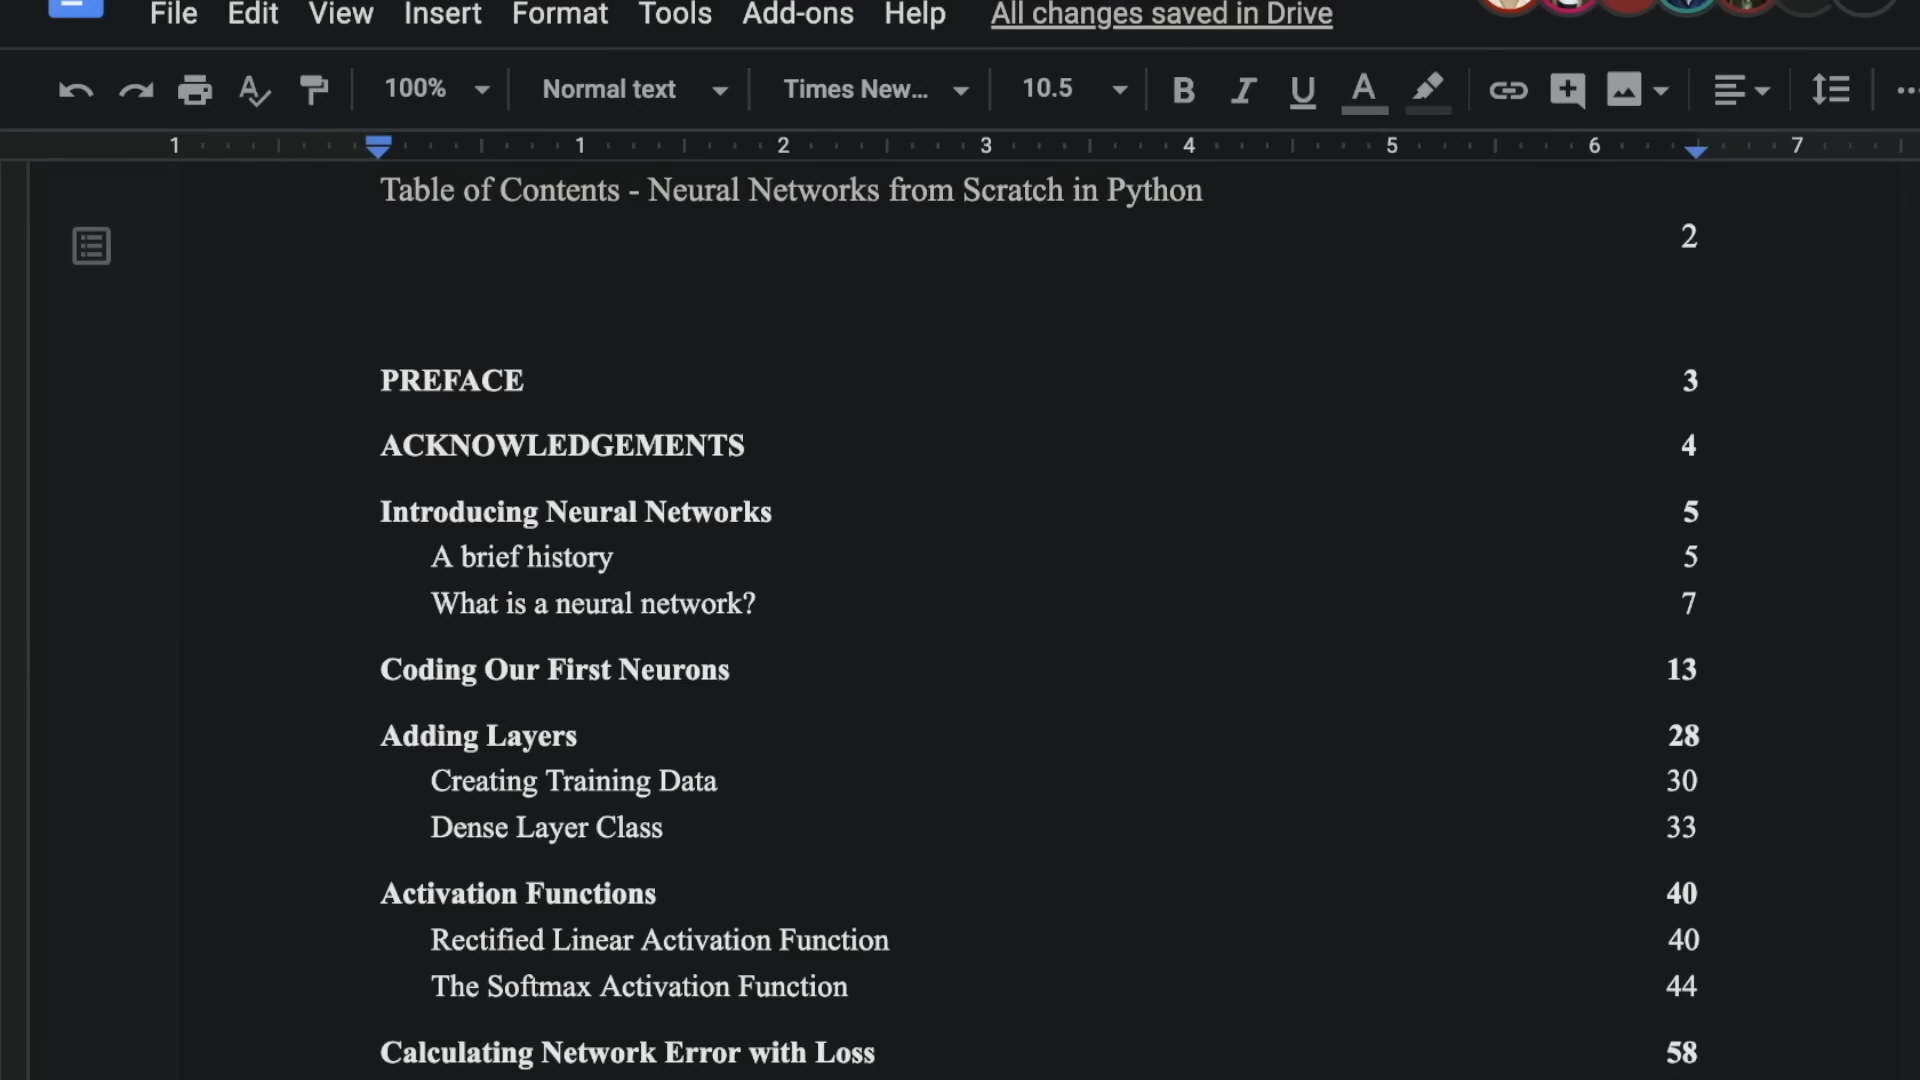 File Edit View Insert Format Tools Add-ons Help All changes saved in Drive
100% Normal text Times New... 10.5 B I U A
1 1 2 3 4 5 6 7
Table of Contents - Neural Networks from Scratch in Python
2
PREFACE 3
ACKNOWLEDGEMENTS 4
Introducing Neural Networks 5
A brief history 5
What is a neural network? 7
Coding Our First Neurons 13
Adding Layers 28
Creating Training Data 30
Dense Layer Class 33
Activation Functions 40
Rectified Linear Activation Function 40
The Softmax Activation Function 44
Calculating Network Error with Loss 58